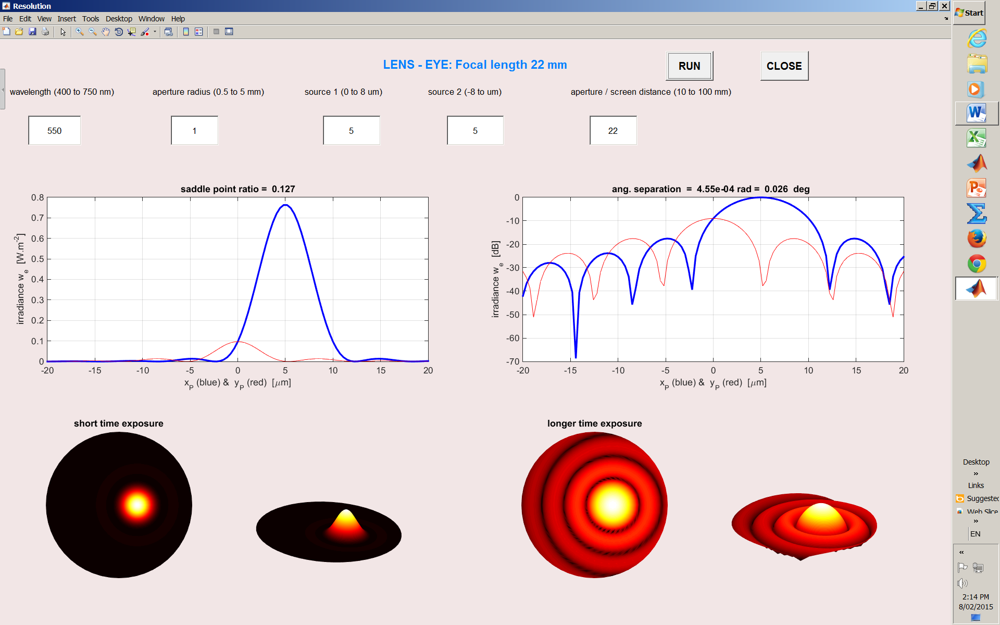 Resolution
File Edit View Insert Tools Desktop Window Help
Start
LENS - EYE: Focal length 22 mm
RUN
CLOSE
wavelength (400 to 750 nm)
aperture radius (0.5 to 5 mm)
source 1 (0 to 8 um)
source 2 (-8 to um)
aperture / screen distance (10 to 100 mm)
550
1
5
5
22
saddle point ratio = 0.127
0.8
0.7
0.6
0.5
0.4
0.3
0.2
0.1
0
irradiance w_e [W.m^-2]
-20 -15 -10 -5 0 5 10 15 20
x_P (blue) & y_P (red) [μm]
ang. separation = 4.55e-04 rad = 0.026 deg
0
-10
-20
-30
-40
-50
-60
-70
irradiance w_e [dB]
-20 -15 -10 -5 0 5 10 15 20
x_P (blue) & y_P (red) [μm]
short time exposure
longer time exposure
Desktop
»
Links
Suggested
Web Slice
»
EN
«
2:14 PM
8/02/2015